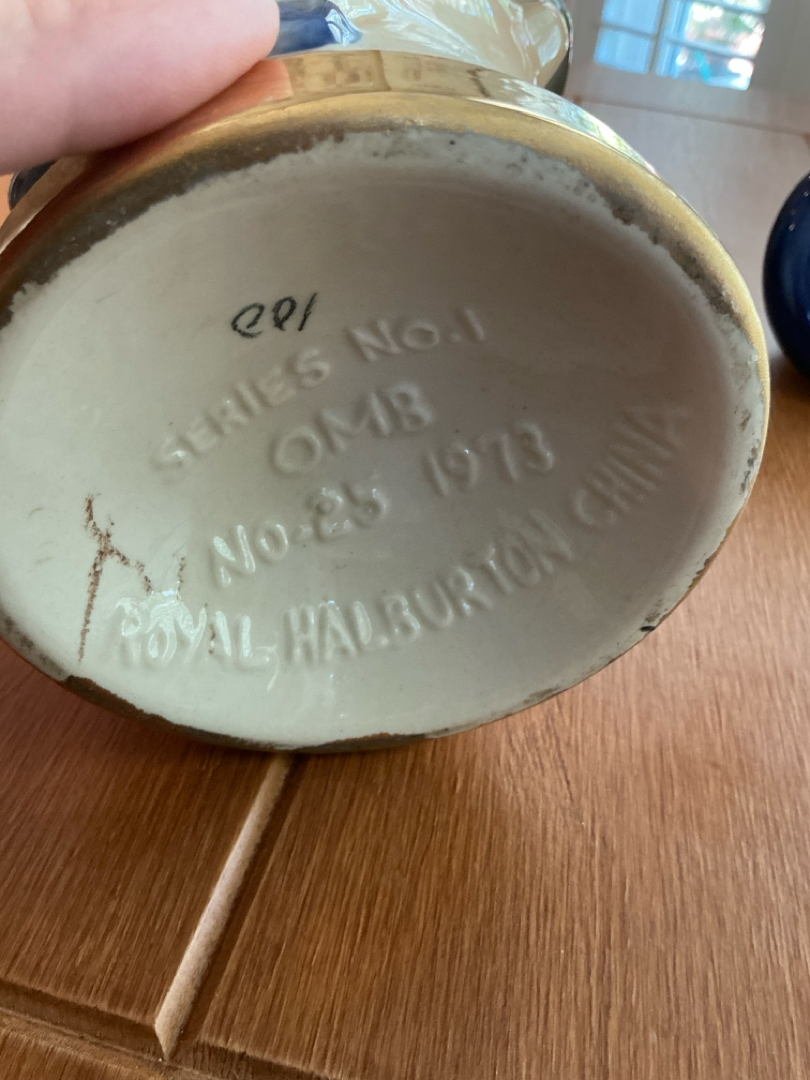 SERIES NO.1
OMB
NO.25 1973
ROYAL HALBURTON CHINA